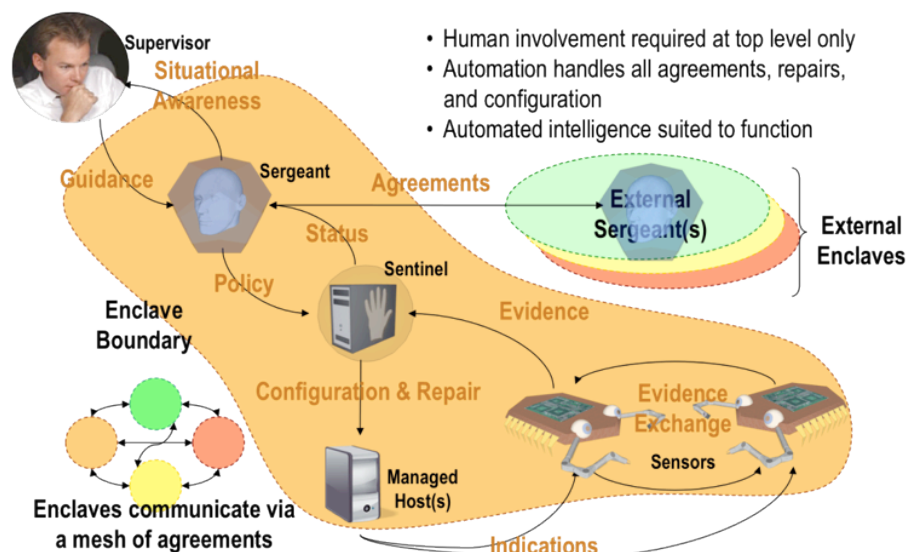 Supervisor
Situational
Awareness
• Human involvement required at top level only
• Automation handles all agreements, repairs,
and configuration
• Automated intelligence suited to function
Guidance
Sergeant
Agreements
External
Sergeant(s)
External
Enclaves
Status
Policy
Sentinel
Enclave
Boundary
Evidence
Configuration & Repair
Evidence
Exchange
Sensors
Managed
Host(s)
Enclaves communicate via
a mesh of agreements
Indications